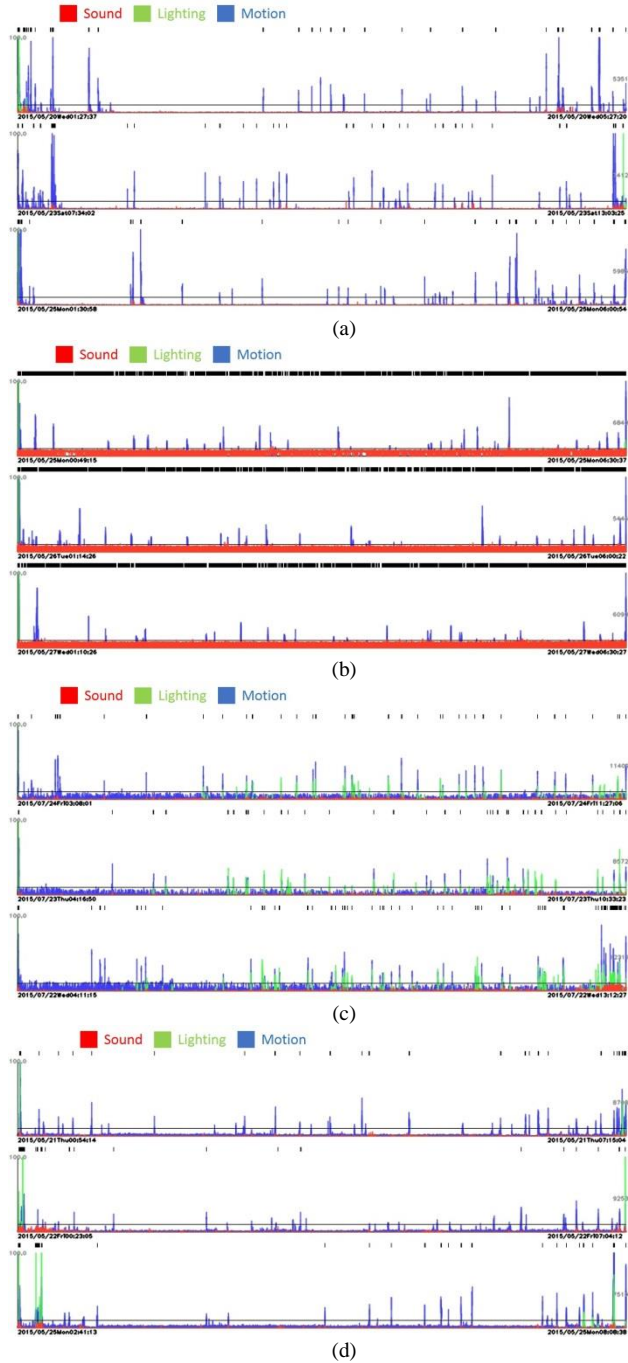 Sound Lighting Motion
100.0
5351
2015/05/20Wed01:27:37 2015/05/20Wed05:27:20
100.0
2015/05/23Sat07:34:02 2015/05/23Sat13:03:25
100.0
2015/05/25Mon01:30:58 2015/05/25Mon06:00:54
(a)
Sound Lighting Motion
100.0
2015/05/25Mon00:49:15 2015/05/25Mon06:30:37
100.0
2015/05/26Tue01:14:26 2015/05/26Tue06:00:22
100.0
2015/05/27Wed01:10:26 2015/05/27Wed06:30:27
(b)
Sound Lighting Motion
100.0
2015/07/24Fri03:08:01 2015/07/24Fri11:27:06
100.0
2015/07/23Thu04:16:50 2015/07/23Thu10:33:23
100.0
2015/07/22Wed04:11:15 2015/07/22Wed13:12:27
(c)
Sound Lighting Motion
100.0
2015/05/21Thu00:54:14 2015/05/21Thu07:15:04
100.0
2015/05/22Fri00:23:05 2015/05/22Fri07:04:12
100.0
2015/05/25Mon02:41:13 2015/05/25Mon08:08:38
(d)